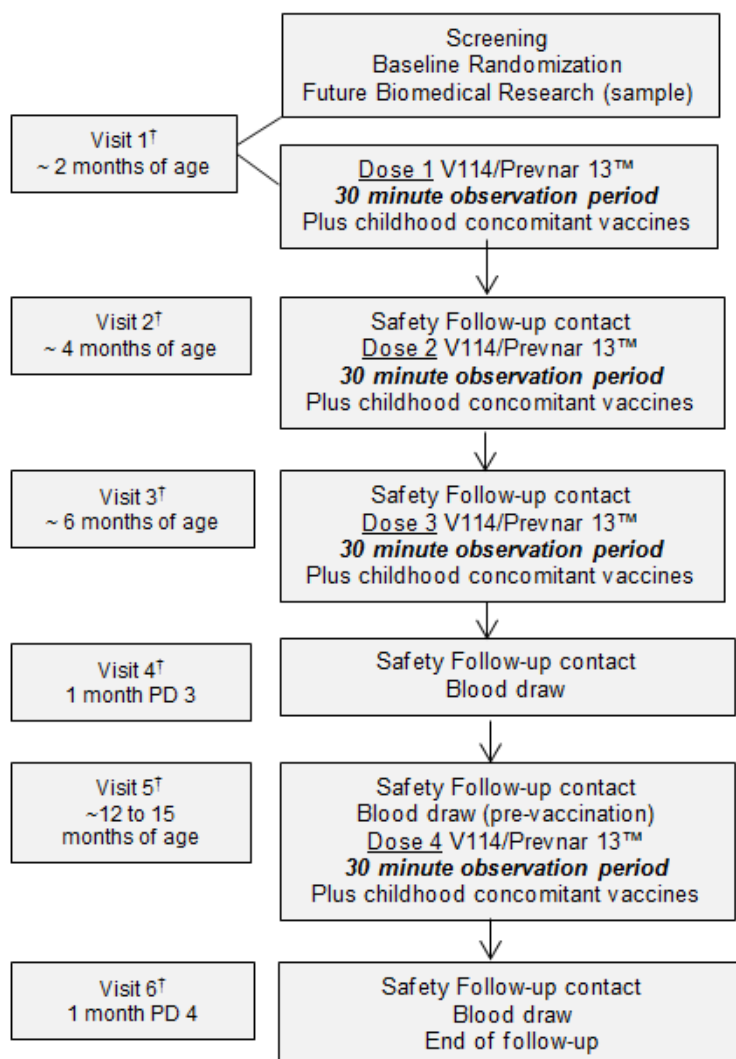 Screening
Baseline Randomization
Future Biomedical Research (sample)
Visit 1†
~ 2 months of age
Dose 1 V114/Prevnar 13™
30 minute observation period
Plus childhood concomitant vaccines
Visit 2†
~ 4 months of age
Safety Follow-up contact
Dose 2 V114/Prevnar 13™
30 minute observation period
Plus childhood concomitant vaccines
Visit 3†
~ 6 months of age
Safety Follow-up contact
Dose 3 V114/Prevnar 13™
30 minute observation period
Plus childhood concomitant vaccines
Visit 4†
1 month PD 3
Safety Follow-up contact
Blood draw
Visit 5†
~12 to 15
months of age
Safety Follow-up contact
Blood draw (pre-vaccination)
Dose 4 V114/Prevnar 13™
30 minute observation period
Plus childhood concomitant vaccines
Visit 6†
1 month PD 4
Safety Follow-up contact
Blood draw
End of follow-up